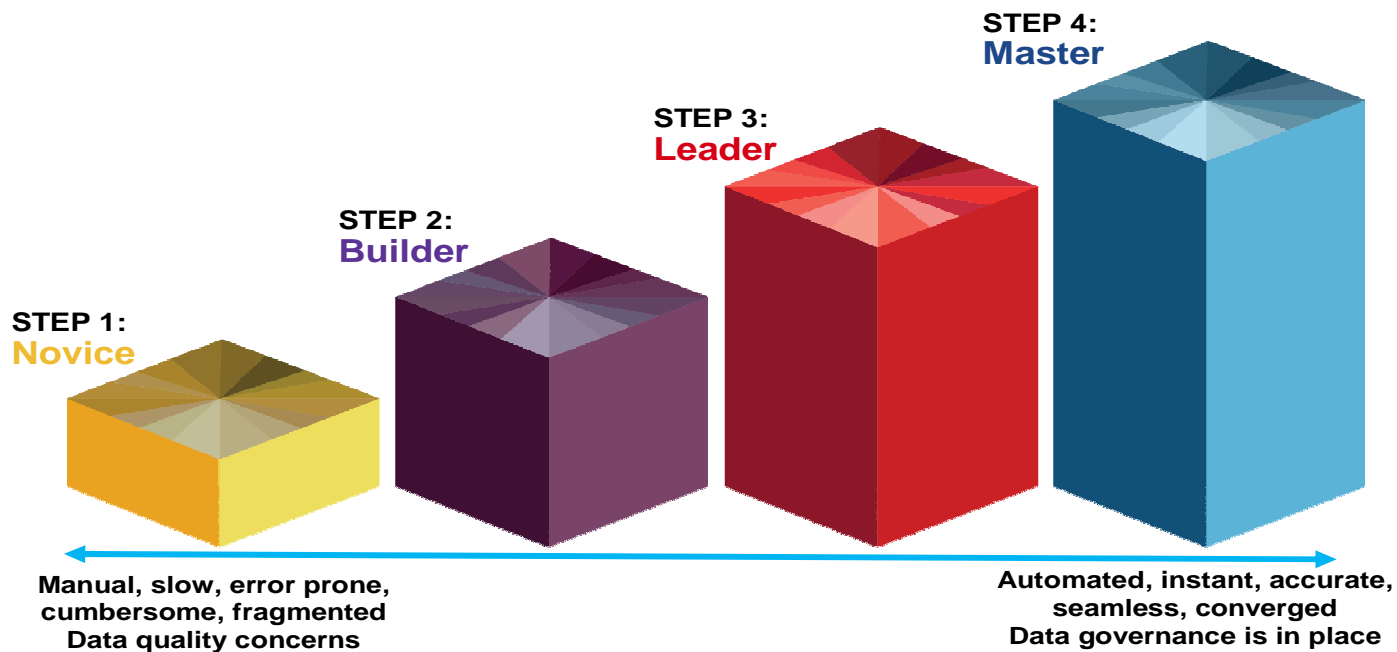 STEP 1:
Novice
STEP 2:
Builder
STEP 3:
Leader
STEP 4:
Master
Manual, slow, error prone,
cumbersome, fragmented
Data quality concerns
Automated, instant, accurate,
seamless, converged
Data governance is in place